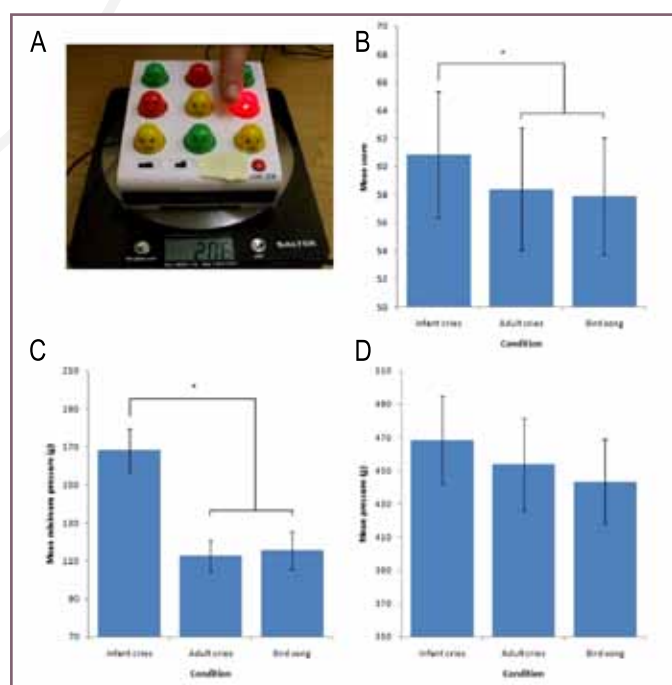 A
B
SALTER
206
Mean score
70
68
66
64
62
60
58
56
54
52
50
*
Infant cries
Adult cries
Bird song
Condition
C
Mean minimum pressure (g)
210
190
170
150
130
110
90
70
*
Infant cries
Adult cries
Bird song
Condition
D
Mean pressure (g)
510
490
470
450
430
410
390
370
350
Infant cries
Adult cries
Bird song
Condition